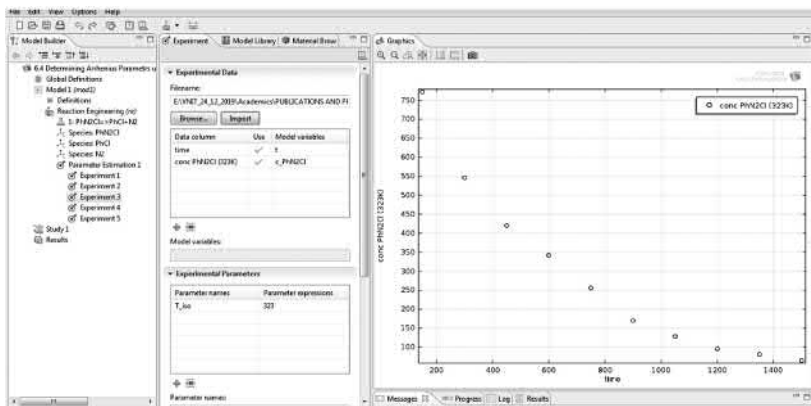 File Edit View Options Help
Model Builder
6.4 Determining Arrhenius Parameters u
Global Definitions
Model 1 (mod1)
Definitions
Reaction Engineering (re)
1: PhN2Cl=>PhCl+N2
Species: PhN2Cl
Species: PhCl
Species: N2
Parameter Estimation 1
Experiment 1
Experiment 2
Experiment 3
Experiment 4
Experiment 5
Study 1
Results
Experiment Model Library Material Brow
Experimental Data
Filename:
E:\VNIT_24_12_2019\Academics\PUBLICATIONS AND PI
Browse... Import
Data column Use Model variables
time t
conc PhN2Cl (323K) c_PhN2Cl
Model variables:
Experimental Parameters
Parameter names Parameter expressions
T_iso 323
Parameter names:
Graphics
conc PhN2Cl (323K)
conc PhN2Cl (323K)
750
700
650
600
550
500
450
400
350
300
250
200
150
100
200 400 600 800 1000 1200 1400
time
Messages Progress Log Results